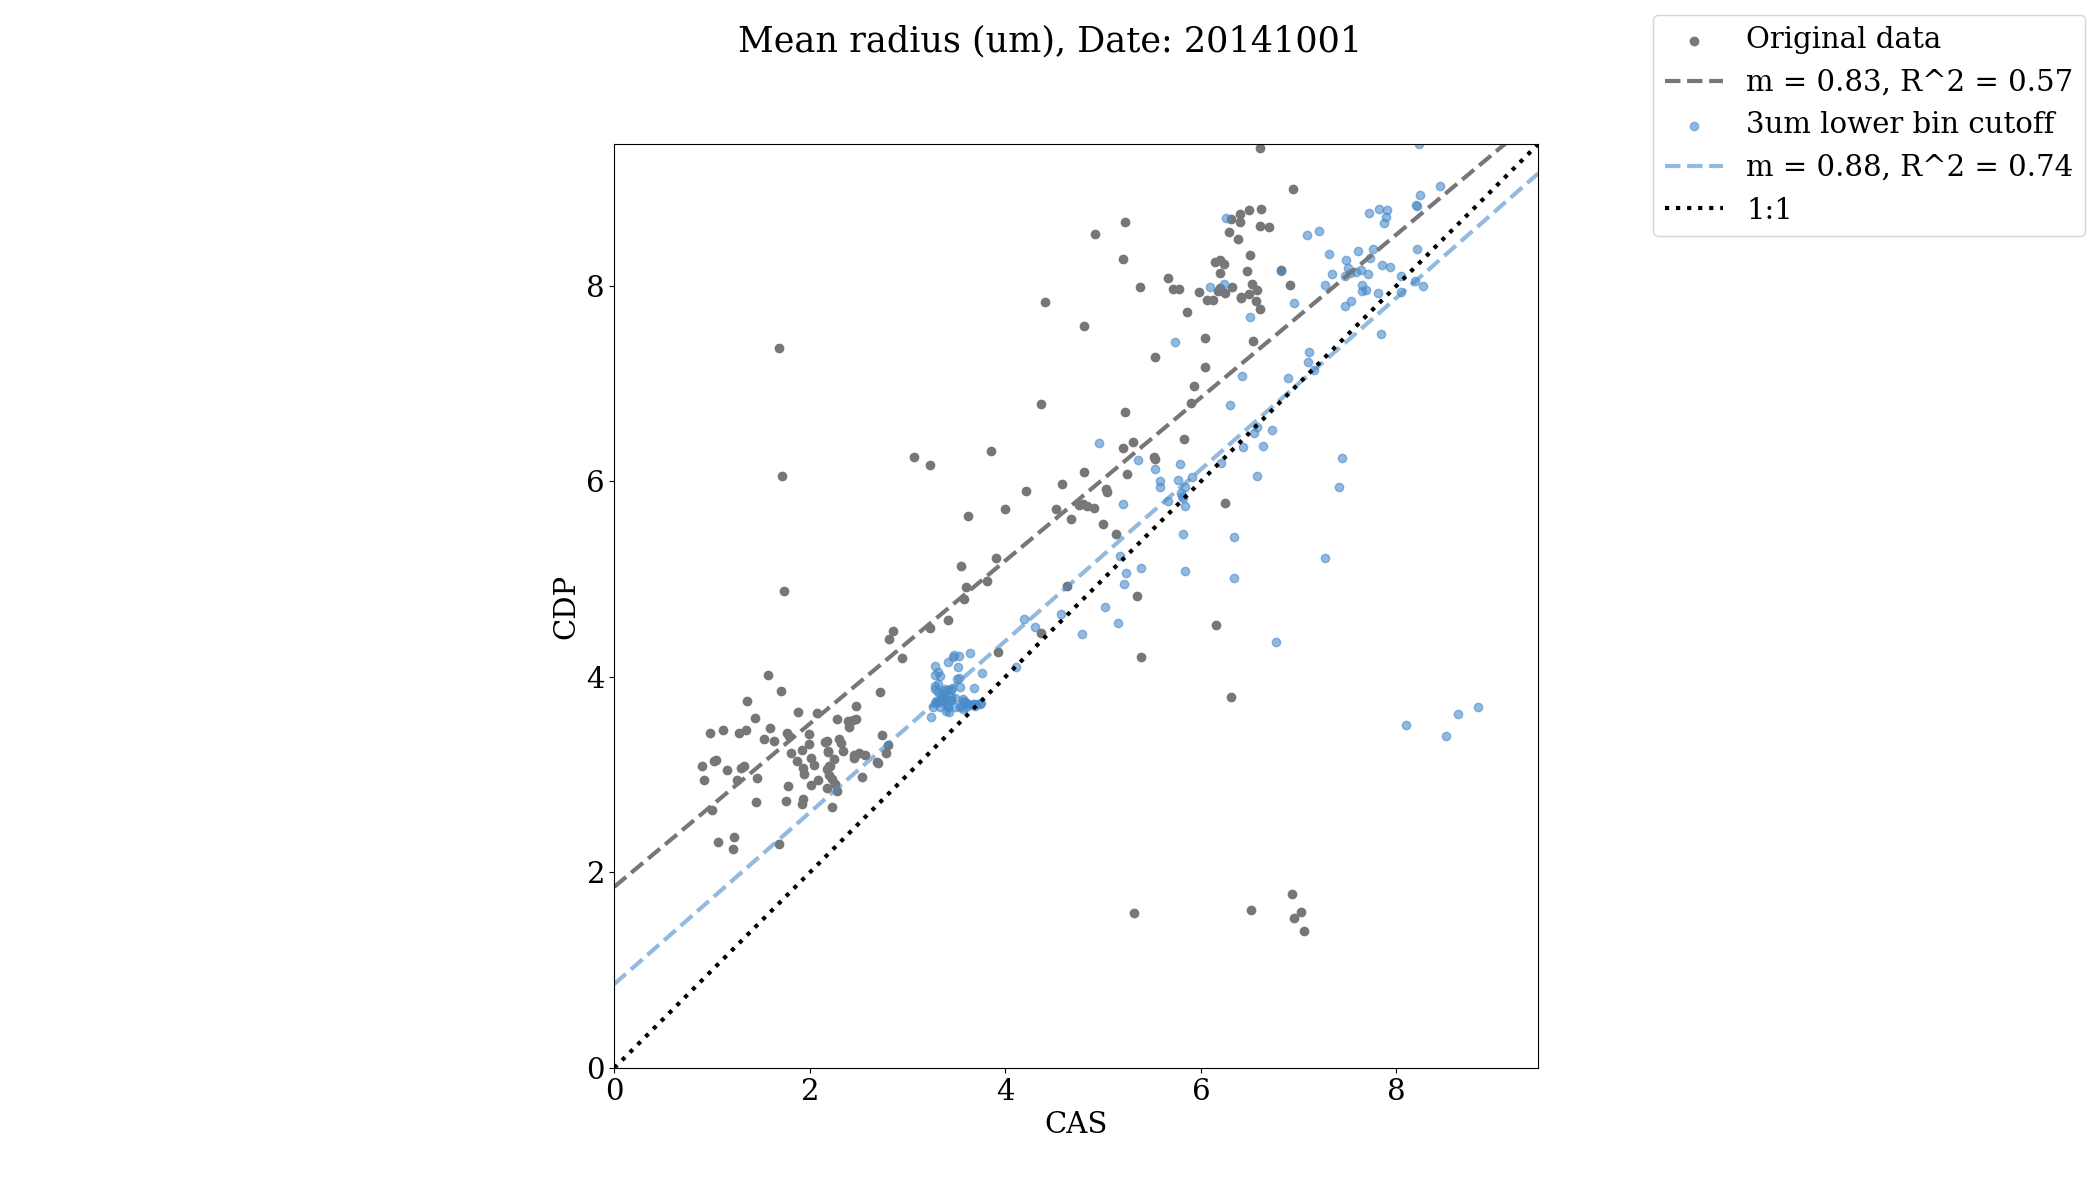 Mean radius (um), Date: 20141001
Original data
m = 0.83, R^2 = 0.57
3um lower bin cutoff
m = 0.88, R^2 = 0.74
1:1
CDP
8
6
4
2
0
0 2 4 6 8
CAS